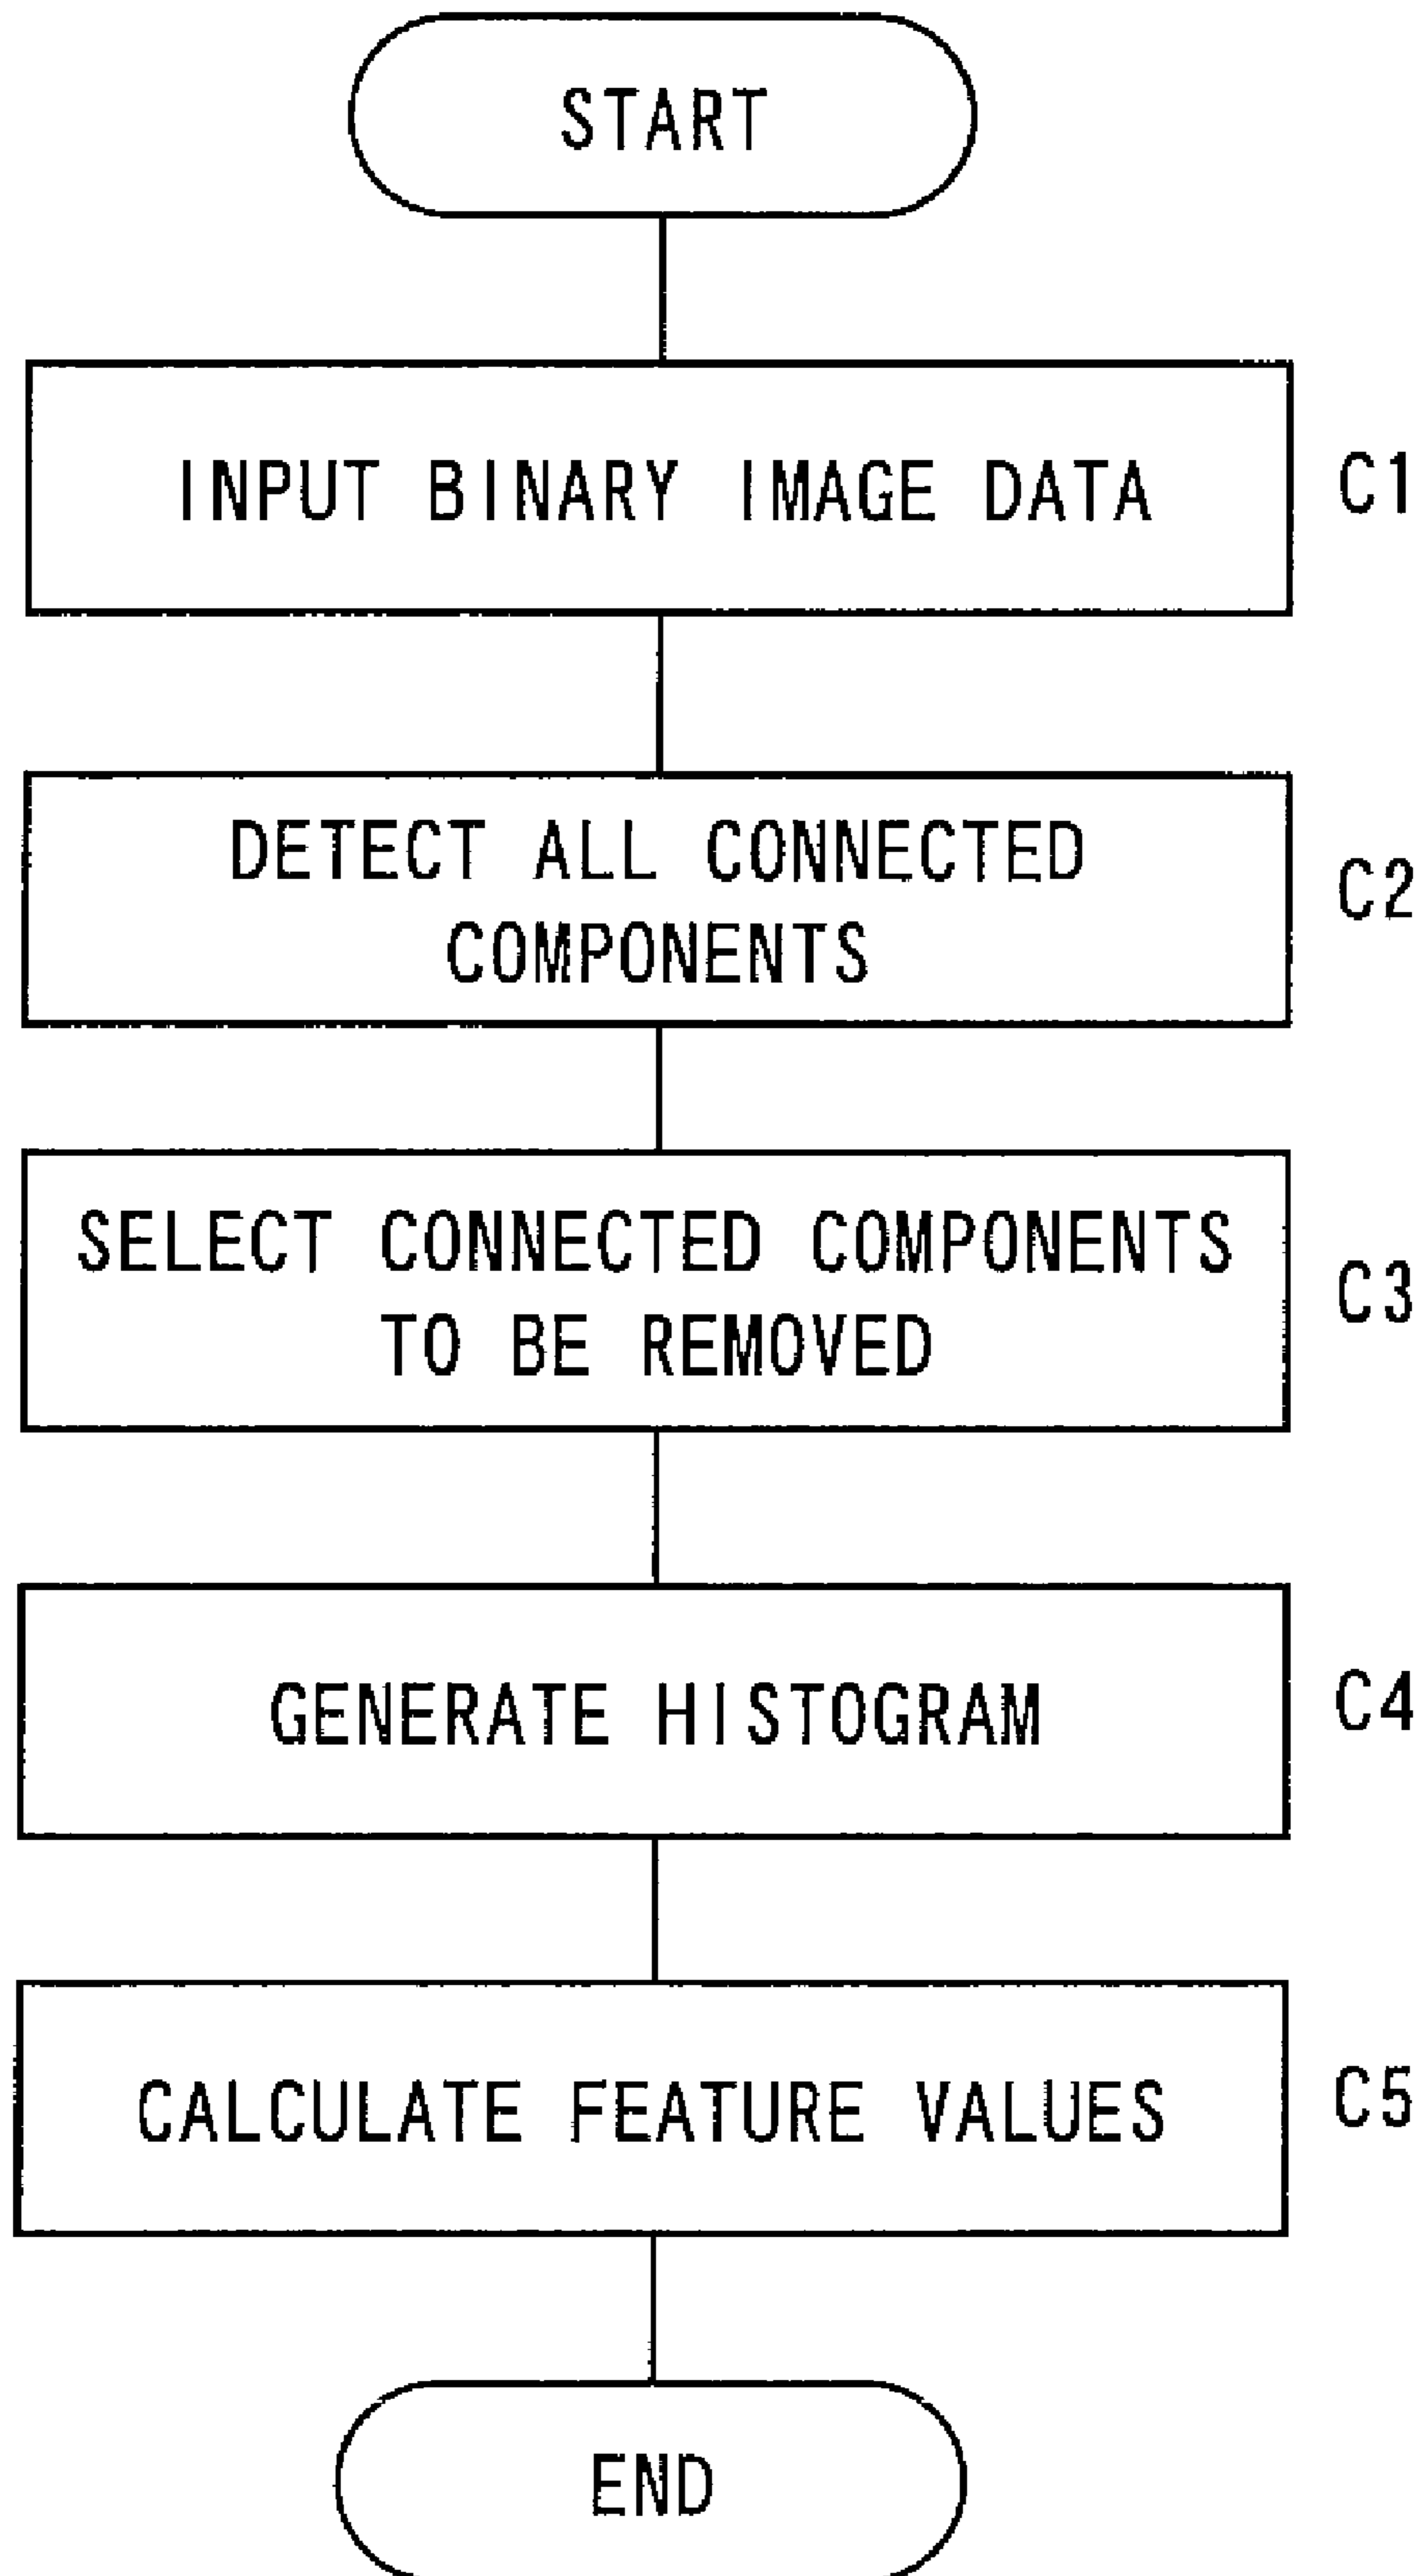 START
INPUT BINARY IMAGE DATA
C1
DETECT ALL CONNECTED
COMPONENTS
C2
SELECT CONNECTED COMPONENTS
TO BE REMOVED
C3
GENERATE HISTOGRAM
C4
CALCULATE FEATURE VALUES
C5
END